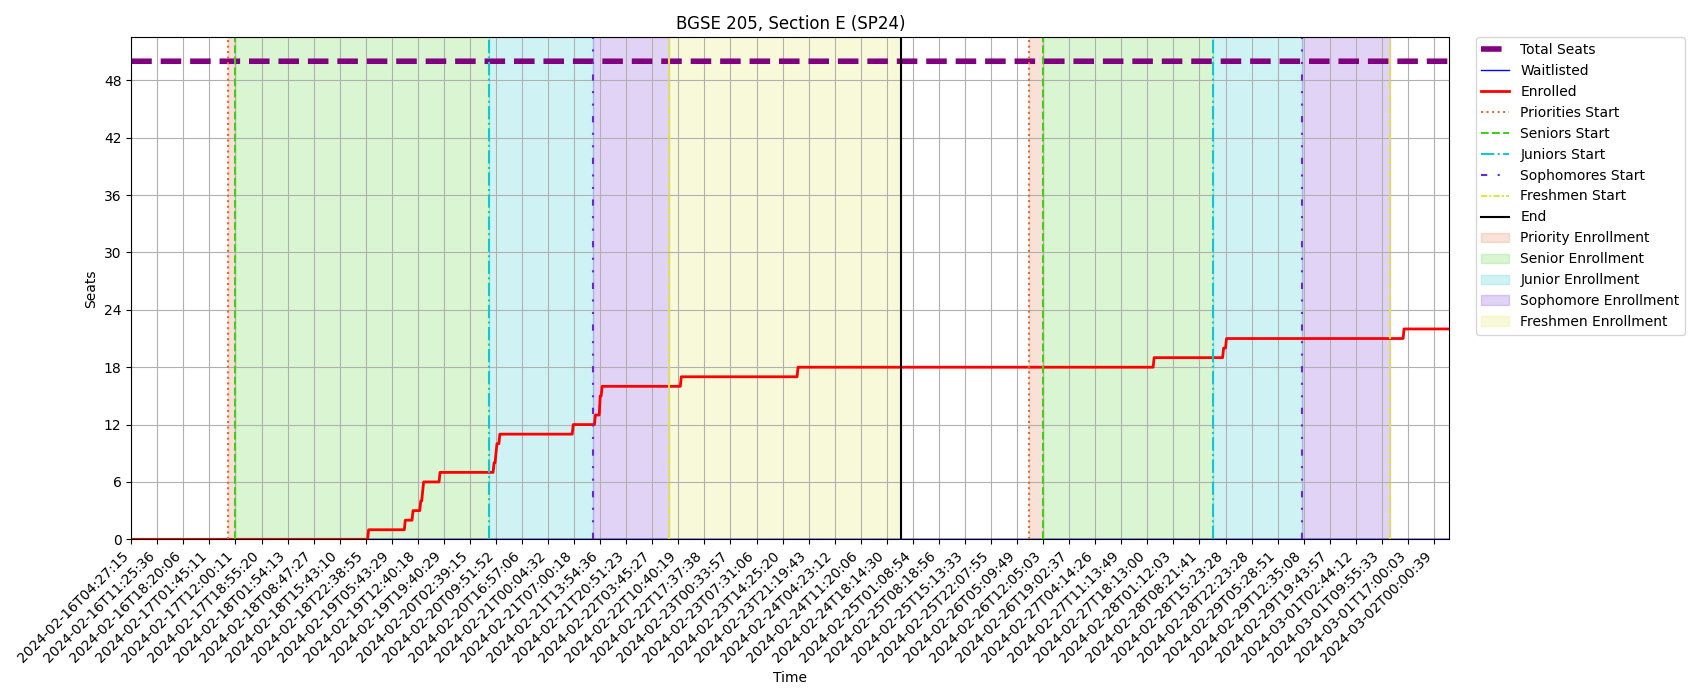 BGSE 205, Section E (SP24)
Seats
48
42
36
30
24
18
12
6
0
2024-02-16T04:27:15
2024-02-16T11:25:36
2024-02-16T18:20:06
2024-02-17T01:45:11
2024-02-17T12:00:11
2024-02-17T18:55:20
2024-02-18T01:54:13
2024-02-18T08:47:27
2024-02-18T15:43:10
2024-02-18T22:38:55
2024-02-19T05:43:29
2024-02-19T12:40:18
2024-02-19T19:40:29
2024-02-20T02:39:15
2024-02-20T09:51:52
2024-02-20T16:57:06
2024-02-21T00:04:32
2024-02-21T07:00:18
2024-02-21T13:54:36
2024-02-21T20:51:23
2024-02-22T03:45:27
2024-02-22T10:40:19
2024-02-22T17:37:38
2024-02-23T00:33:57
2024-02-23T07:31:06
2024-02-23T14:25:20
2024-02-23T21:19:43
2024-02-24T04:23:12
2024-02-24T11:20:06
2024-02-24T18:14:30
2024-02-25T01:08:54
2024-02-25T08:18:56
2024-02-25T15:13:33
2024-02-25T22:07:55
2024-02-26T05:09:49
2024-02-26T12:05:03
2024-02-26T19:02:37
2024-02-27T04:14:26
2024-02-27T11:13:49
2024-02-27T18:13:00
2024-02-28T01:12:03
2024-02-28T08:21:41
2024-02-28T15:23:28
2024-02-28T22:23:28
2024-02-29T05:28:51
2024-02-29T12:35:08
2024-02-29T19:43:57
2024-03-01T02:44:12
2024-03-01T09:55:33
2024-03-01T17:00:03
2024-03-02T00:00:39
Time
Total Seats
Waitlisted
Enrolled
Priorities Start
Seniors Start
Juniors Start
Sophomores Start
Freshmen Start
End
Priority Enrollment
Senior Enrollment
Junior Enrollment
Sophomore Enrollment
Freshmen Enrollment